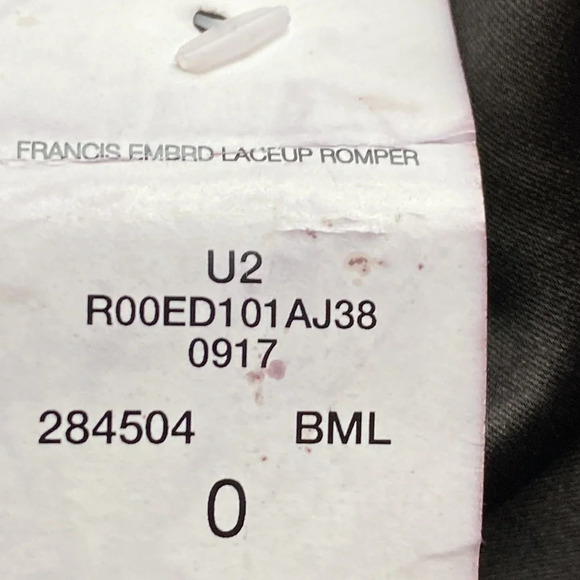 FRANCIS EMBRD LACEUP ROMPER
U2
R00ED101AJ38
0917
284504 BML
0